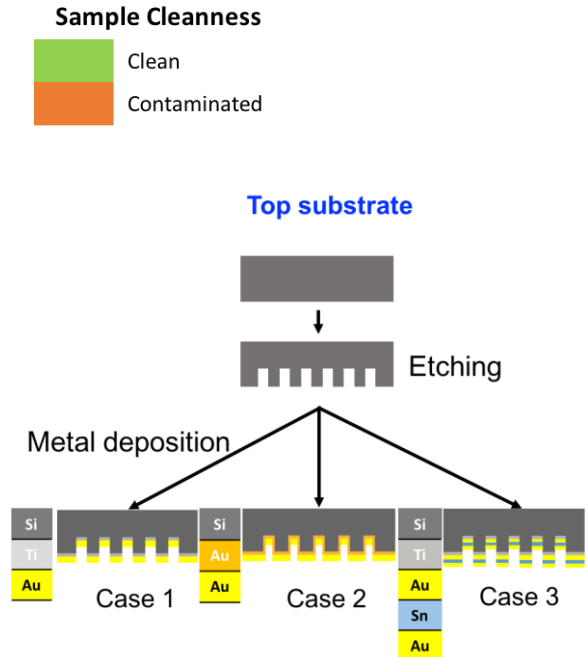 Sample Cleanness
Clean
Contaminated
Top substrate
Etching
Metal deposition
Si
Ti
Au
Case 1
Si
Au
Au
Case 2
Si
Ti
Au
Sn
Au
Case 3